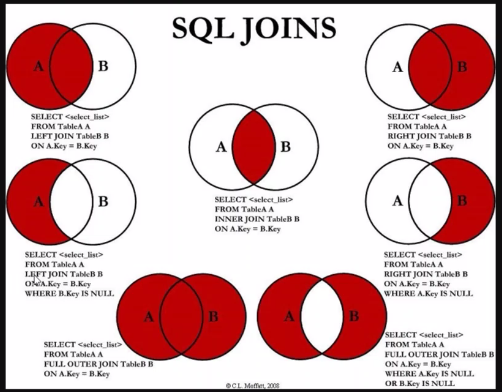 SQL JOINS
A B
SELECT <select_list>
FROM TableA A
LEFT JOIN TableB B
ON A.Key = B.Key
A B
SELECT <select_list>
FROM TableA A
RIGHT JOIN TableB B
ON A.Key = B.Key
A B
SELECT <select_list>
FROM TableA A
INNER JOIN TableB B
ON A.Key = B.Key
A B
SELECT <select_list>
FROM TableA A
LEFT JOIN TableB B
ON A.Key = B.Key
WHERE B.Key IS NULL
A B
SELECT <select_list>
FROM TableA A
RIGHT JOIN TableB B
ON A.Key = B.Key
WHERE A.Key IS NULL
A B
SELECT <select_list>
FROM TableA A
FULL OUTER JOIN TableB B
ON A.Key = B.Key
A B
SELECT <select_list>
FROM TableA A
FULL OUTER JOIN TableB B
ON A.Key = B.Key
WHERE A.Key IS NULL
OR B.Key IS NULL
© C.L. Moffatt, 2008